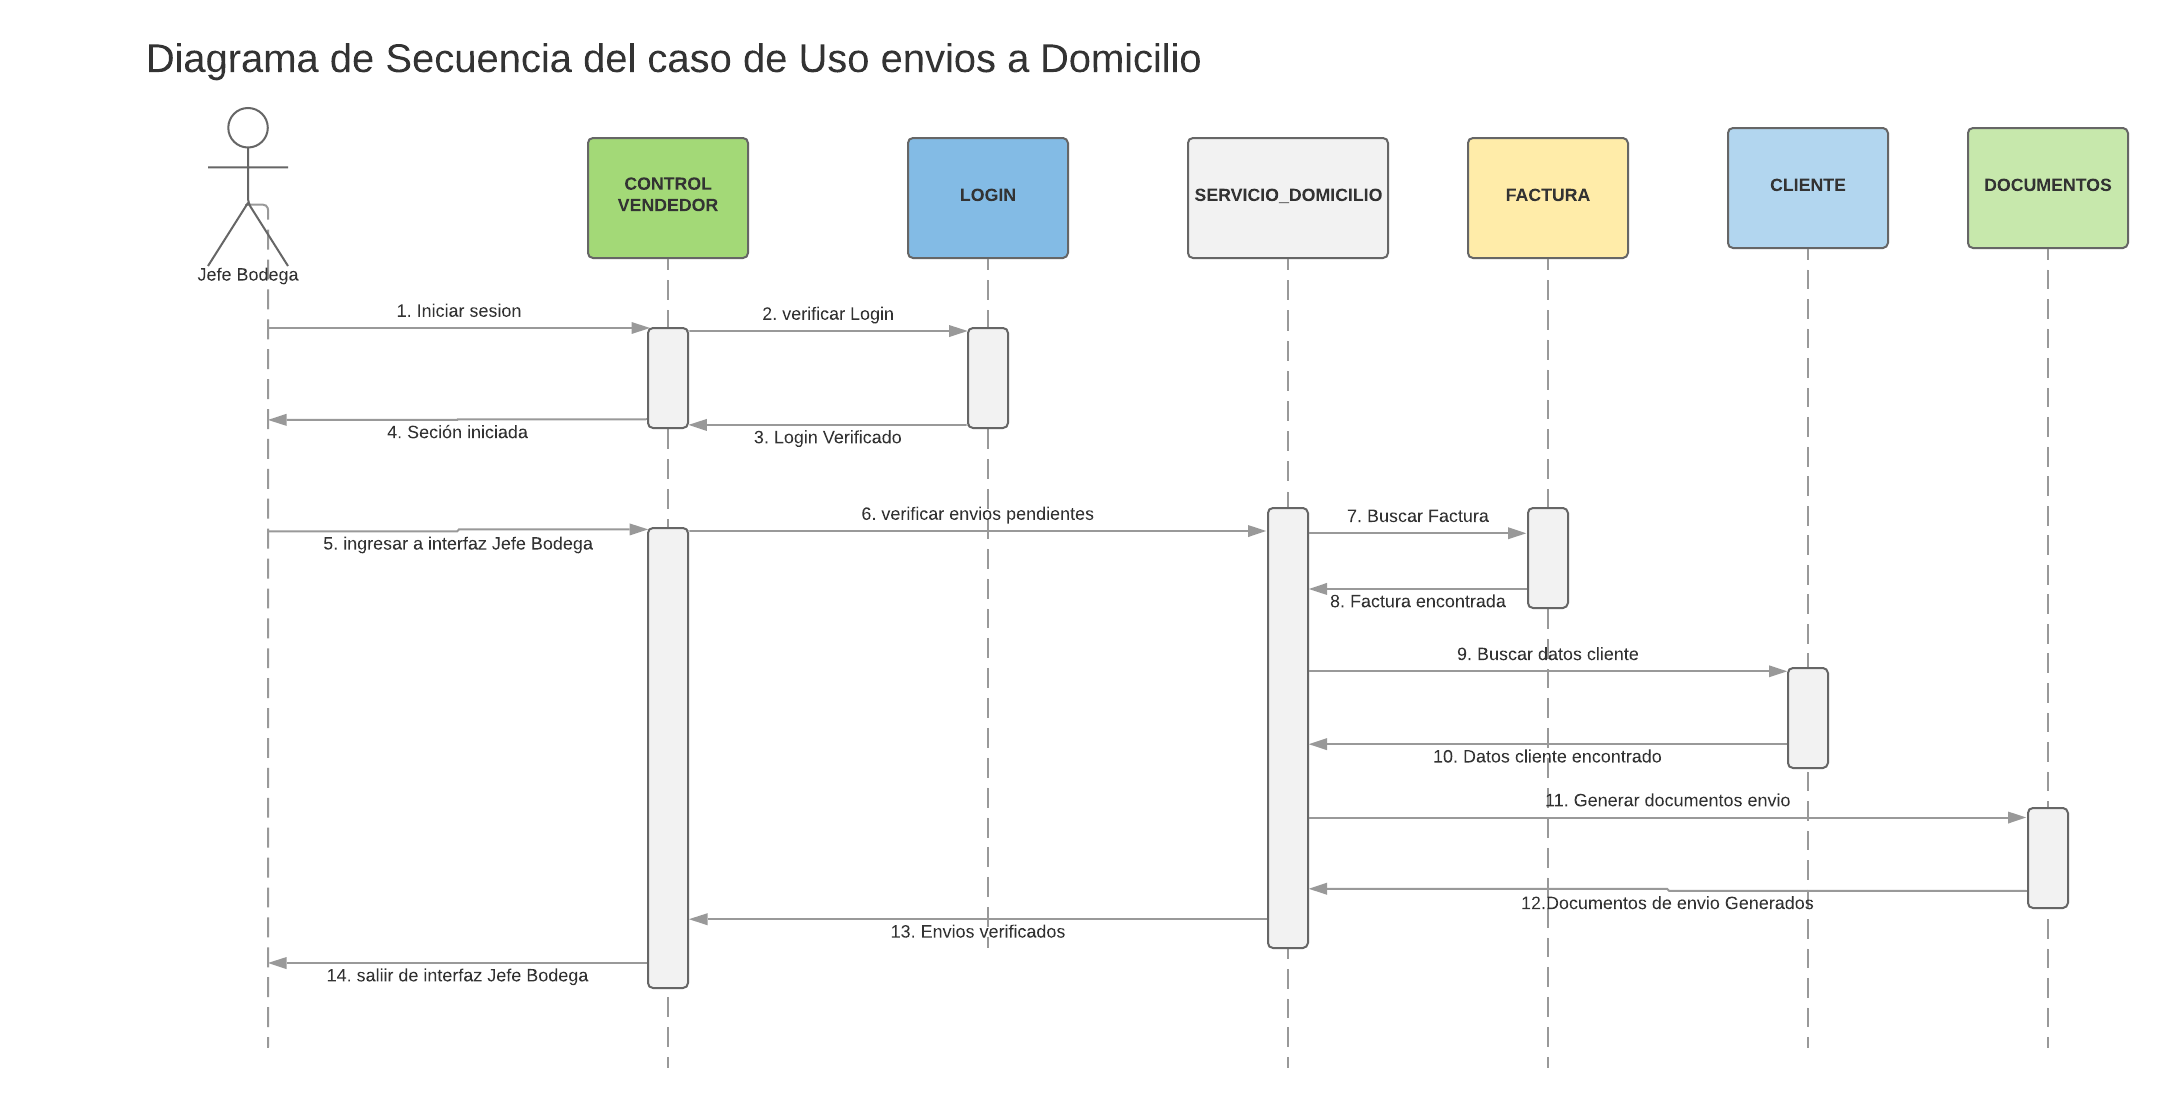 Diagrama de Secuencia del caso de Uso envios a Domicilio
CONTROL
VENDEDOR
LOGIN
SERVICIO_DOMICILIO
FACTURA
CLIENTE
DOCUMENTOS
Jefe Bodega
1. Iniciar sesion
2. verificar Login
4. Seción iniciada
3. Login Verificado
5. ingresar a interfaz Jefe Bodega
6. verificar envios pendientes
7. Buscar Factura
8. Factura encontrada
9. Buscar datos cliente
10. Datos cliente encontrado
11. Generar documentos envio
12.Documentos de envio Generados
13. Envios verificados
14. saliir de interfaz Jefe Bodega